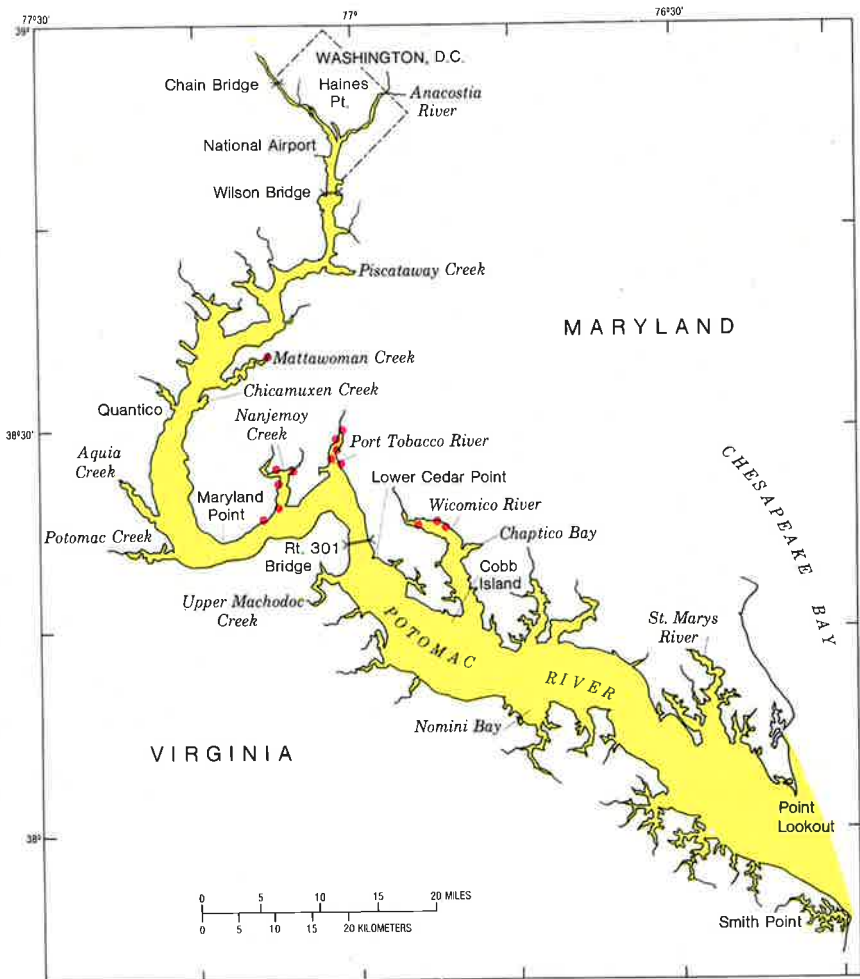 77°30'
77°
76°30'
39°
WASHINGTON, D.C.
Chain Bridge
Haines
Pt.
Anacostia
River
National Airport
Wilson Bridge
Piscataway Creek
MARYLAND
Mattawoman Creek
Chicamuxen Creek
Quantico
Nanjemoy
Creek
38°30'
Port Tobacco River
Aquia
Creek
Lower Cedar Point
Maryland
Point
Wicomico River
CHESAPEAKE BAY
Potomac Creek
Chaptico Bay
Rt. 301
Bridge
Cobb
Island
Upper Machodoc
Creek
St. Marys
River
POTOMAC RIVER
Nomini Bay
VIRGINIA
Point
Lookout
38°
Smith Point
0 5 10 15 20 MILES
0 5 10 15 20 KILOMETERS